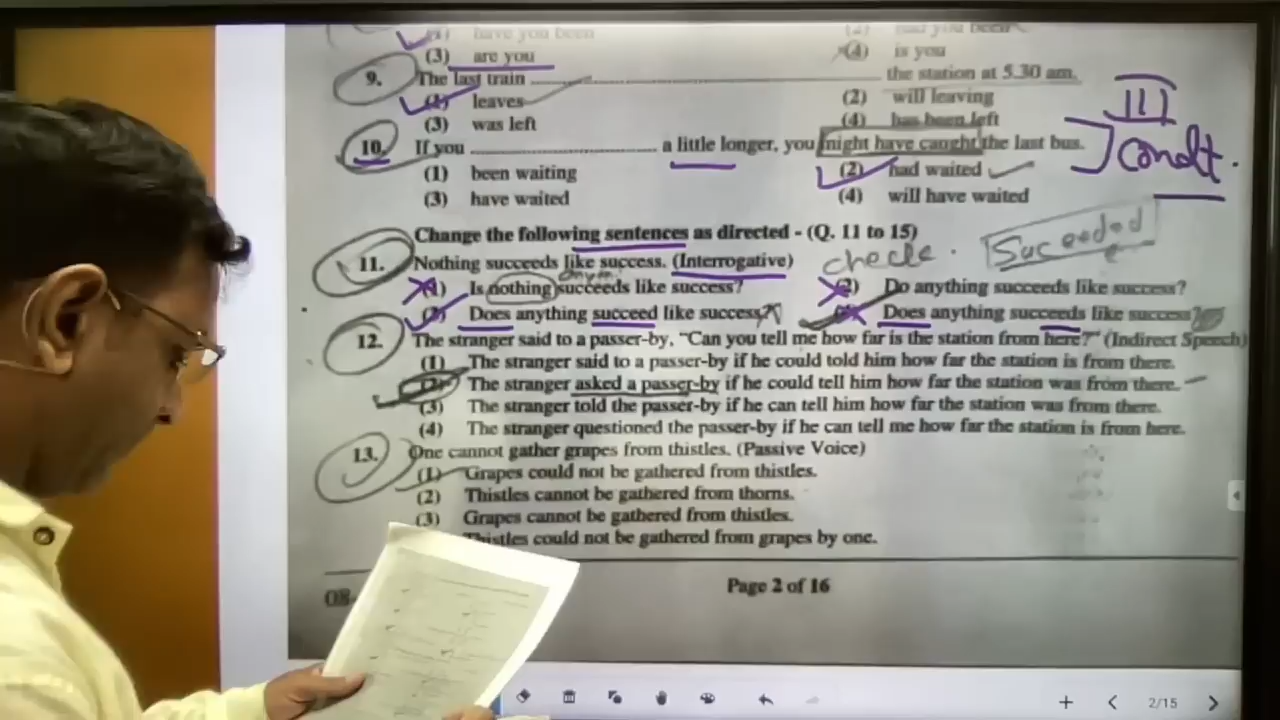 (1) have you been (2) had you been
(3) are you (4) is you
9. The last train ______ the station at 5.30 am.
(1) leaves (2) will leaving
(3) was left (4) has been left
10. If you ______ a little longer, you might have caught the last bus.
(1) been waiting (2) had waited
(3) have waited (4) will have waited
III
Condt.
Change the following sentences as directed - (Q. 11 to 15)
check. Succeeded
11. Nothing succeeds like success. (Interrogative)
(1) Is nothing succeeds like success? (2) Do anything succeeds like success?
Does anything succeed like success? Does anything succeeds like success?
12. The stranger said to a passer-by, "Can you tell me how far is the station from here?" (Indirect Speech)
(1) The stranger said to a passer-by if he could told him how far the station is from there.
(2) The stranger asked a passer-by if he could tell him how far the station was from there.
(3) The stranger told the passer-by if he can tell him how far the station was from there.
(4) The stranger questioned the passer-by if he can tell me how far the station is from here.
13. One cannot gather grapes from thistles. (Passive Voice)
(1) Grapes could not be gathered from thistles.
(2) Thistles cannot be gathered from thorns.
(3) Grapes cannot be gathered from thistles.
Thistles could not be gathered from grapes by one.
08- Page 2 of 16
2/15